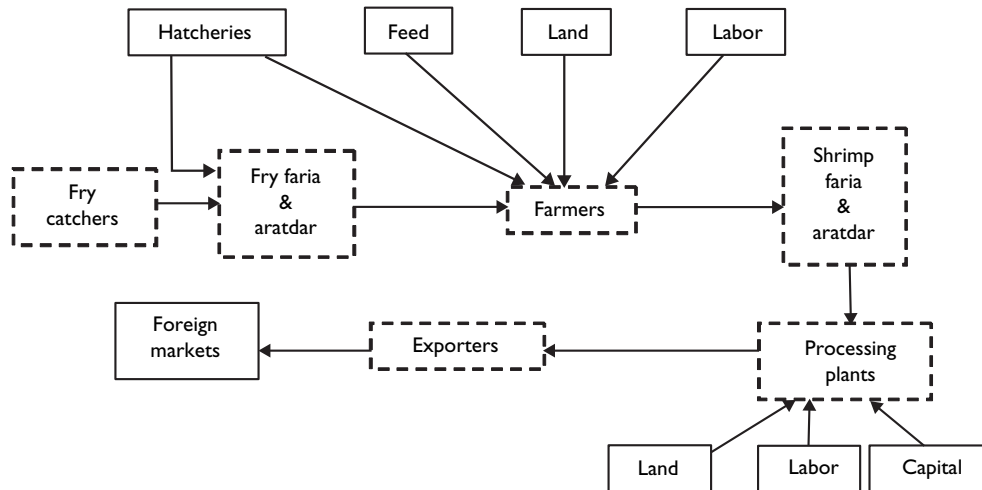 Hatcheries
Feed
Land
Labor
Fry
catchers
Fry faria
&
aratdar
Farmers
Shrimp
faria
&
aratdar
Foreign
markets
Exporters
Processing
plants
Land
Labor
Capital